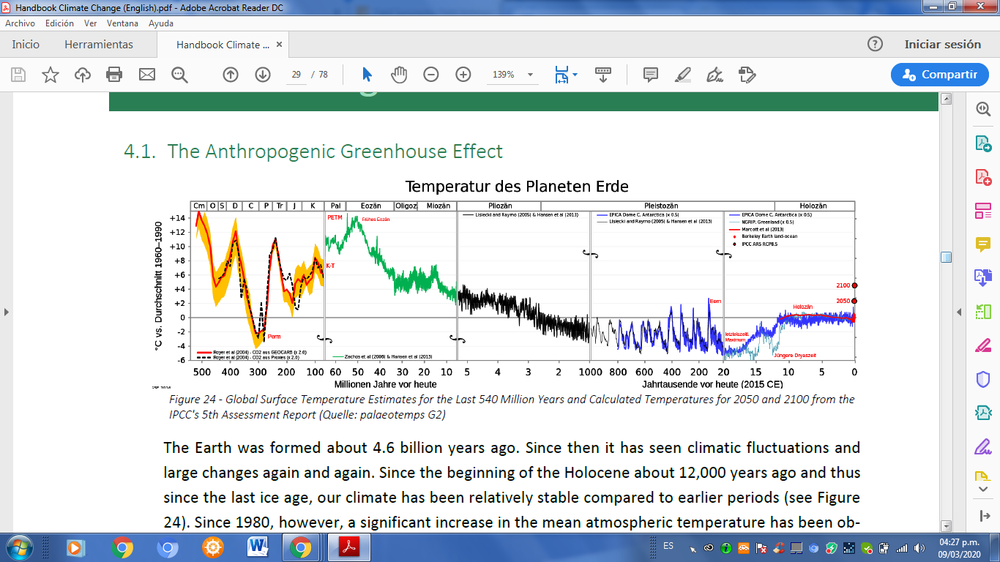 Handbook Climate Change (English).pdf - Adobe Acrobat Reader DC
Archivo Edición Ver Ventana Ayuda
Inicio Herramientas Handbook Climate ... × Iniciar sesión
29 / 78 139% Compartir
4.1. The Anthropogenic Greenhouse Effect
Temperatur des Planeten Erde
Cm O S D C P Tr J K Pal Eozän Oligoz Miozän Pliozän Pleistozän Holozän
°C vs. Durchschnitt 1960–1990
+14
+12
+10
+8
+6
+4
+2
0
-2
-4
-6
PETM
Frühes Eozän
K-T
Perm
Royer et al (2004) - CO2 aus GEOCARB (x 2.0)
Royer et al (2004) - CO2 aus Proxies (x 2.0)
Zachos et al (2008) & Hansen et al (2013)
Lisiecki and Raymo (2005) & Hansen et al (2013)
EPICA Dome C, Antarctica (x 0.5)
Lisiecki and Raymo (2005) & Hansen et al (2013)
EPICA Dome C, Antarctica (x 0.5)
NGRIP, Greenland (x 0.5)
Marcott et al (2013)
Berkeley Earth land-ocean
IPCC AR5 RCP8.5
Eem
letzteiszeitl.
Maximum
Holozän
Jüngere Dryaszeit
2100
2050
500 400 300 200 100 60 50 40 30 20 10 5 4 3 2 1000 800 600 400 200 20 15 10 5 0
Millionen Jahre vor heute Jahrtausende vor heute (2015 CE)
Figure 24 - Global Surface Temperature Estimates for the Last 540 Million Years and Calculated Temperatures for 2050 and 2100 from the
IPCC's 5th Assessment Report (Quelle: palaeotemps G2)
The Earth was formed about 4.6 billion years ago. Since then it has seen climatic fluctuations and
large changes again and again. Since the beginning of the Holocene about 12,000 years ago and thus
since the last ice age, our climate has been relatively stable compared to earlier periods (see Figure
24). Since 1980, however, a significant increase in the mean atmospheric temperature has been ob-
ES 04:27 p.m.
09/03/2020